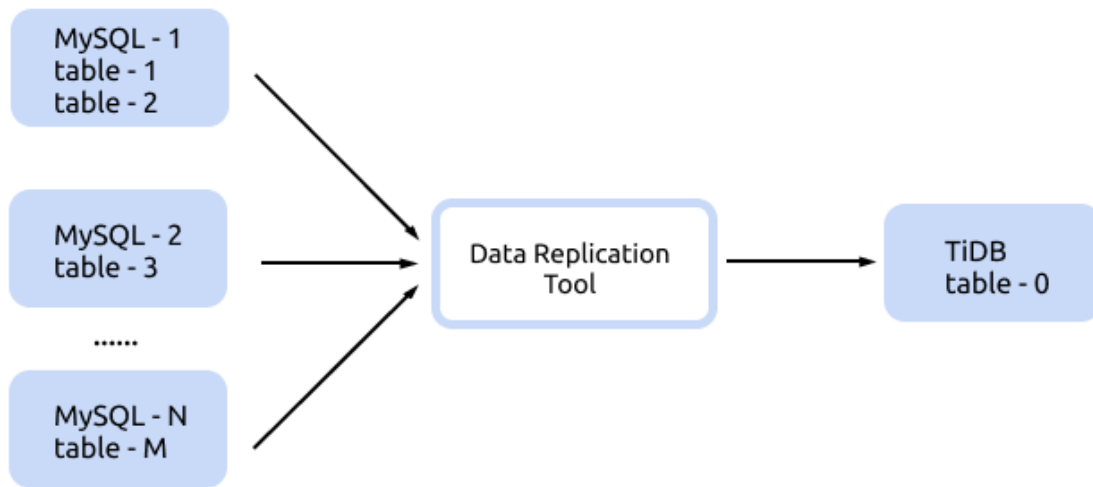 MySQL - 1
table - 1
table - 2
MySQL - 2
table - 3
......
MySQL - N
table - M
Data Replication
Tool
TiDB
table - 0